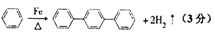 Fe
△
+ 2H₂ ↑ (3分)